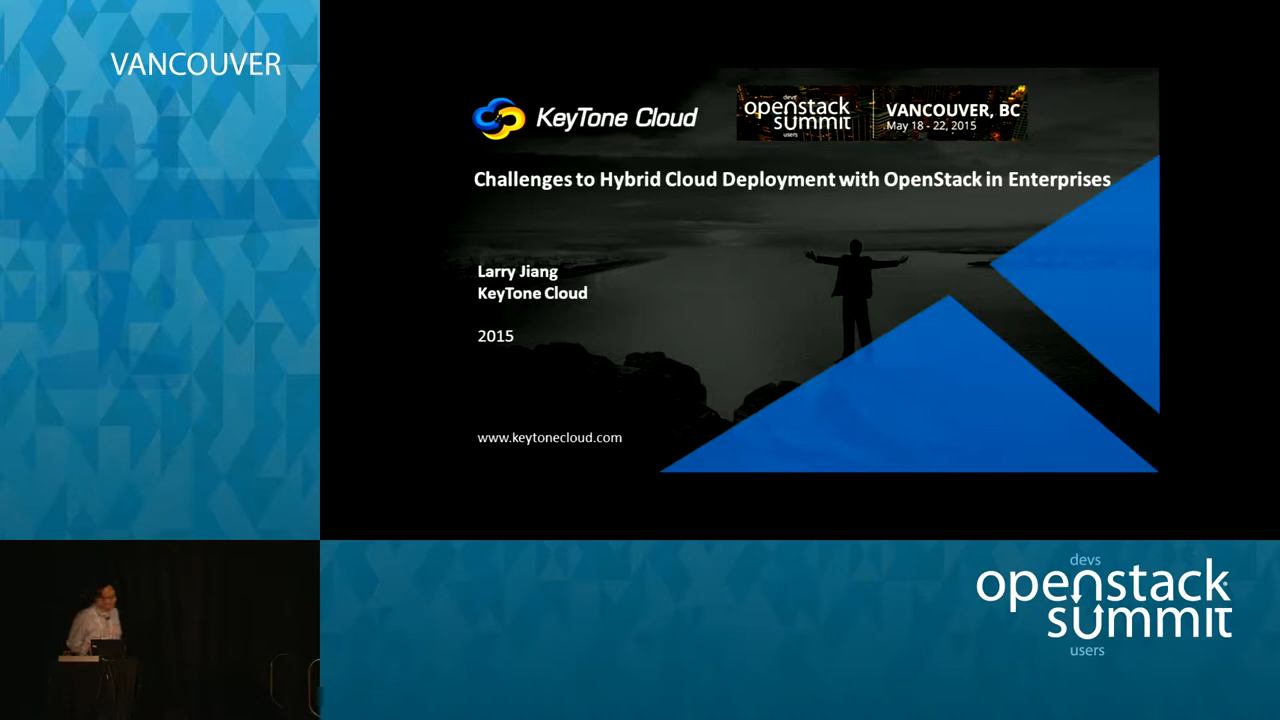 VANCOUVER
KeyTone Cloud
devs
openstack
summit
users
VANCOUVER, BC
May 18 - 22, 2015
Challenges to Hybrid Cloud Deployment with OpenStack in Enterprises
Larry Jiang
KeyTone Cloud
2015
www.keytonecloud.com
devs
openstack
summit
users